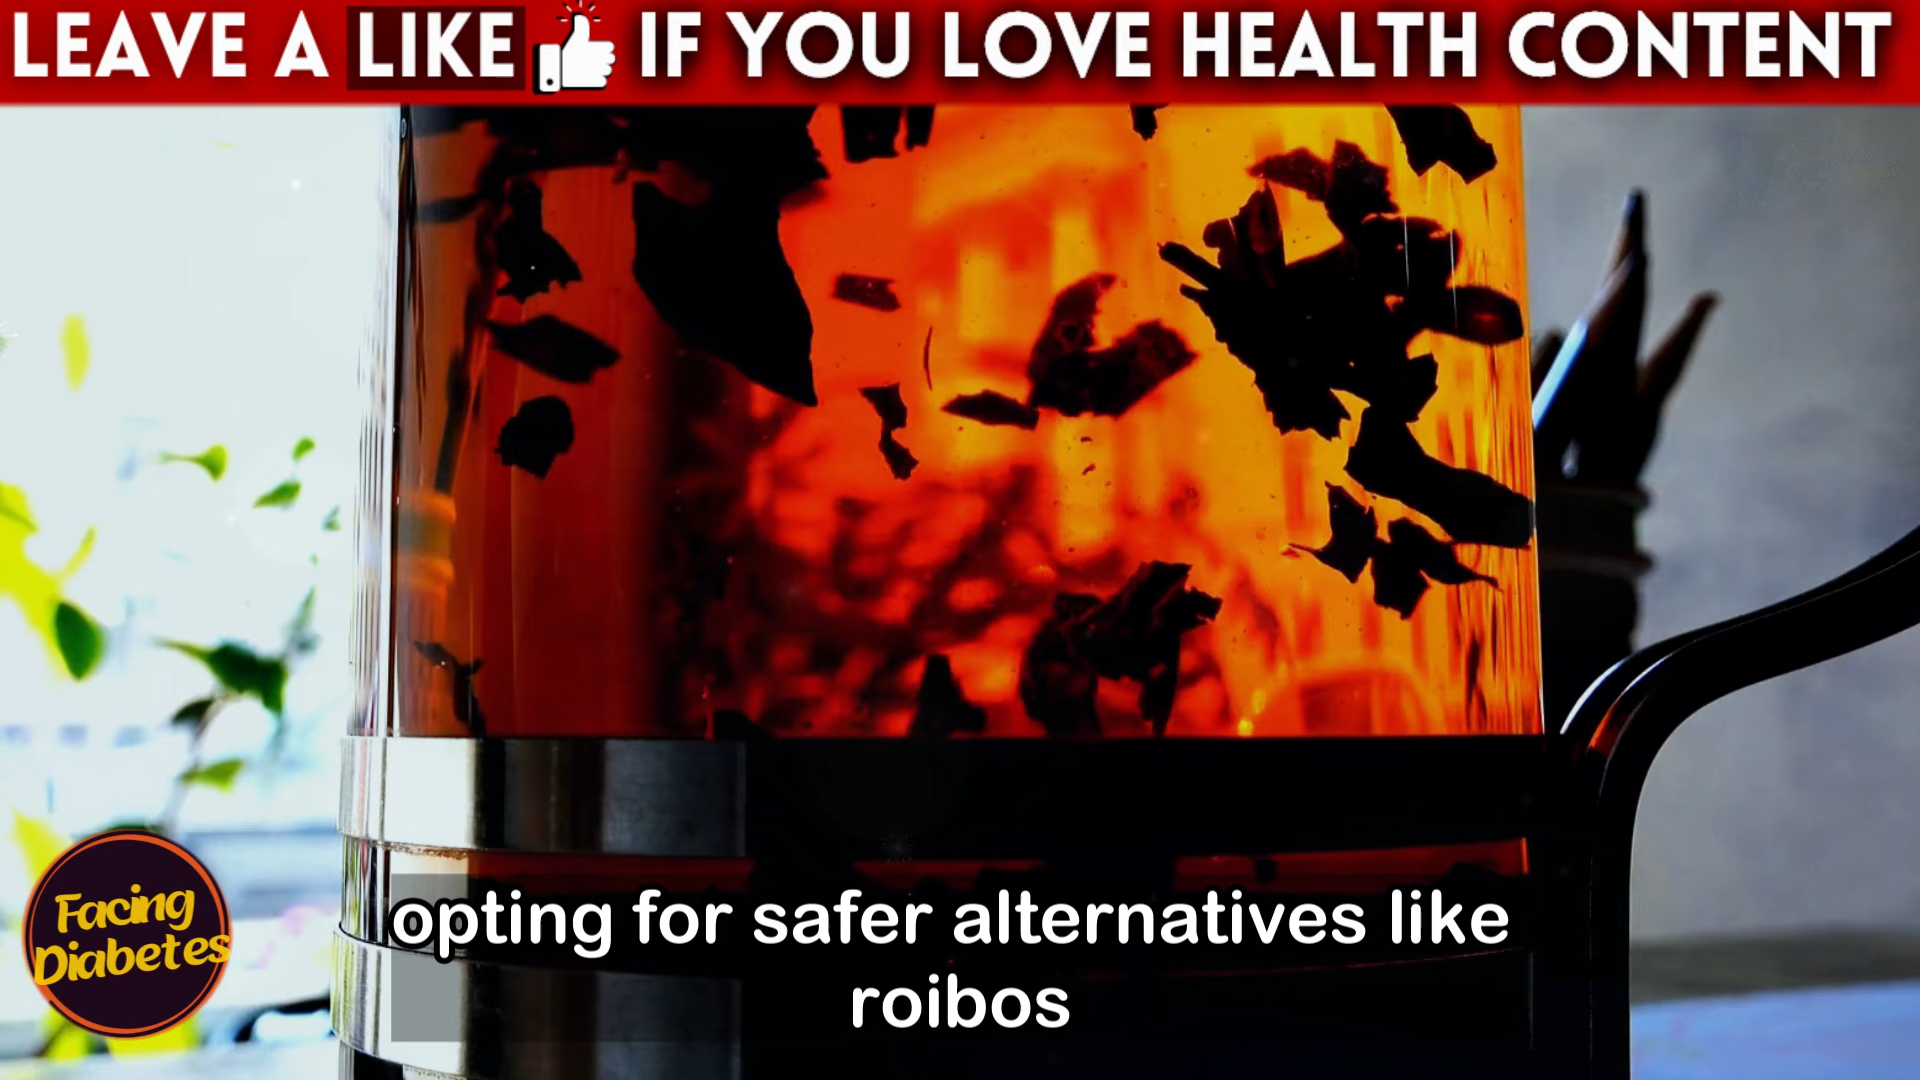 LEAVE A LIKE IF YOU LOVE HEALTH CONTENT
Facing
Diabetes
opting for safer alternatives like
roibos